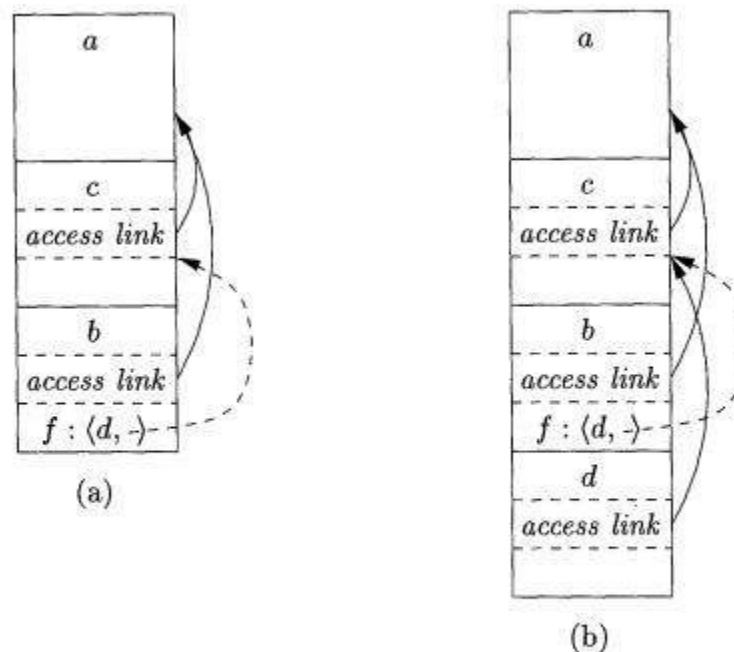 a
c
access link
b
access link
f : ⟨d, ·⟩
(a)
a
c
access link
b
access link
f : ⟨d, ·⟩
d
access link
(b)